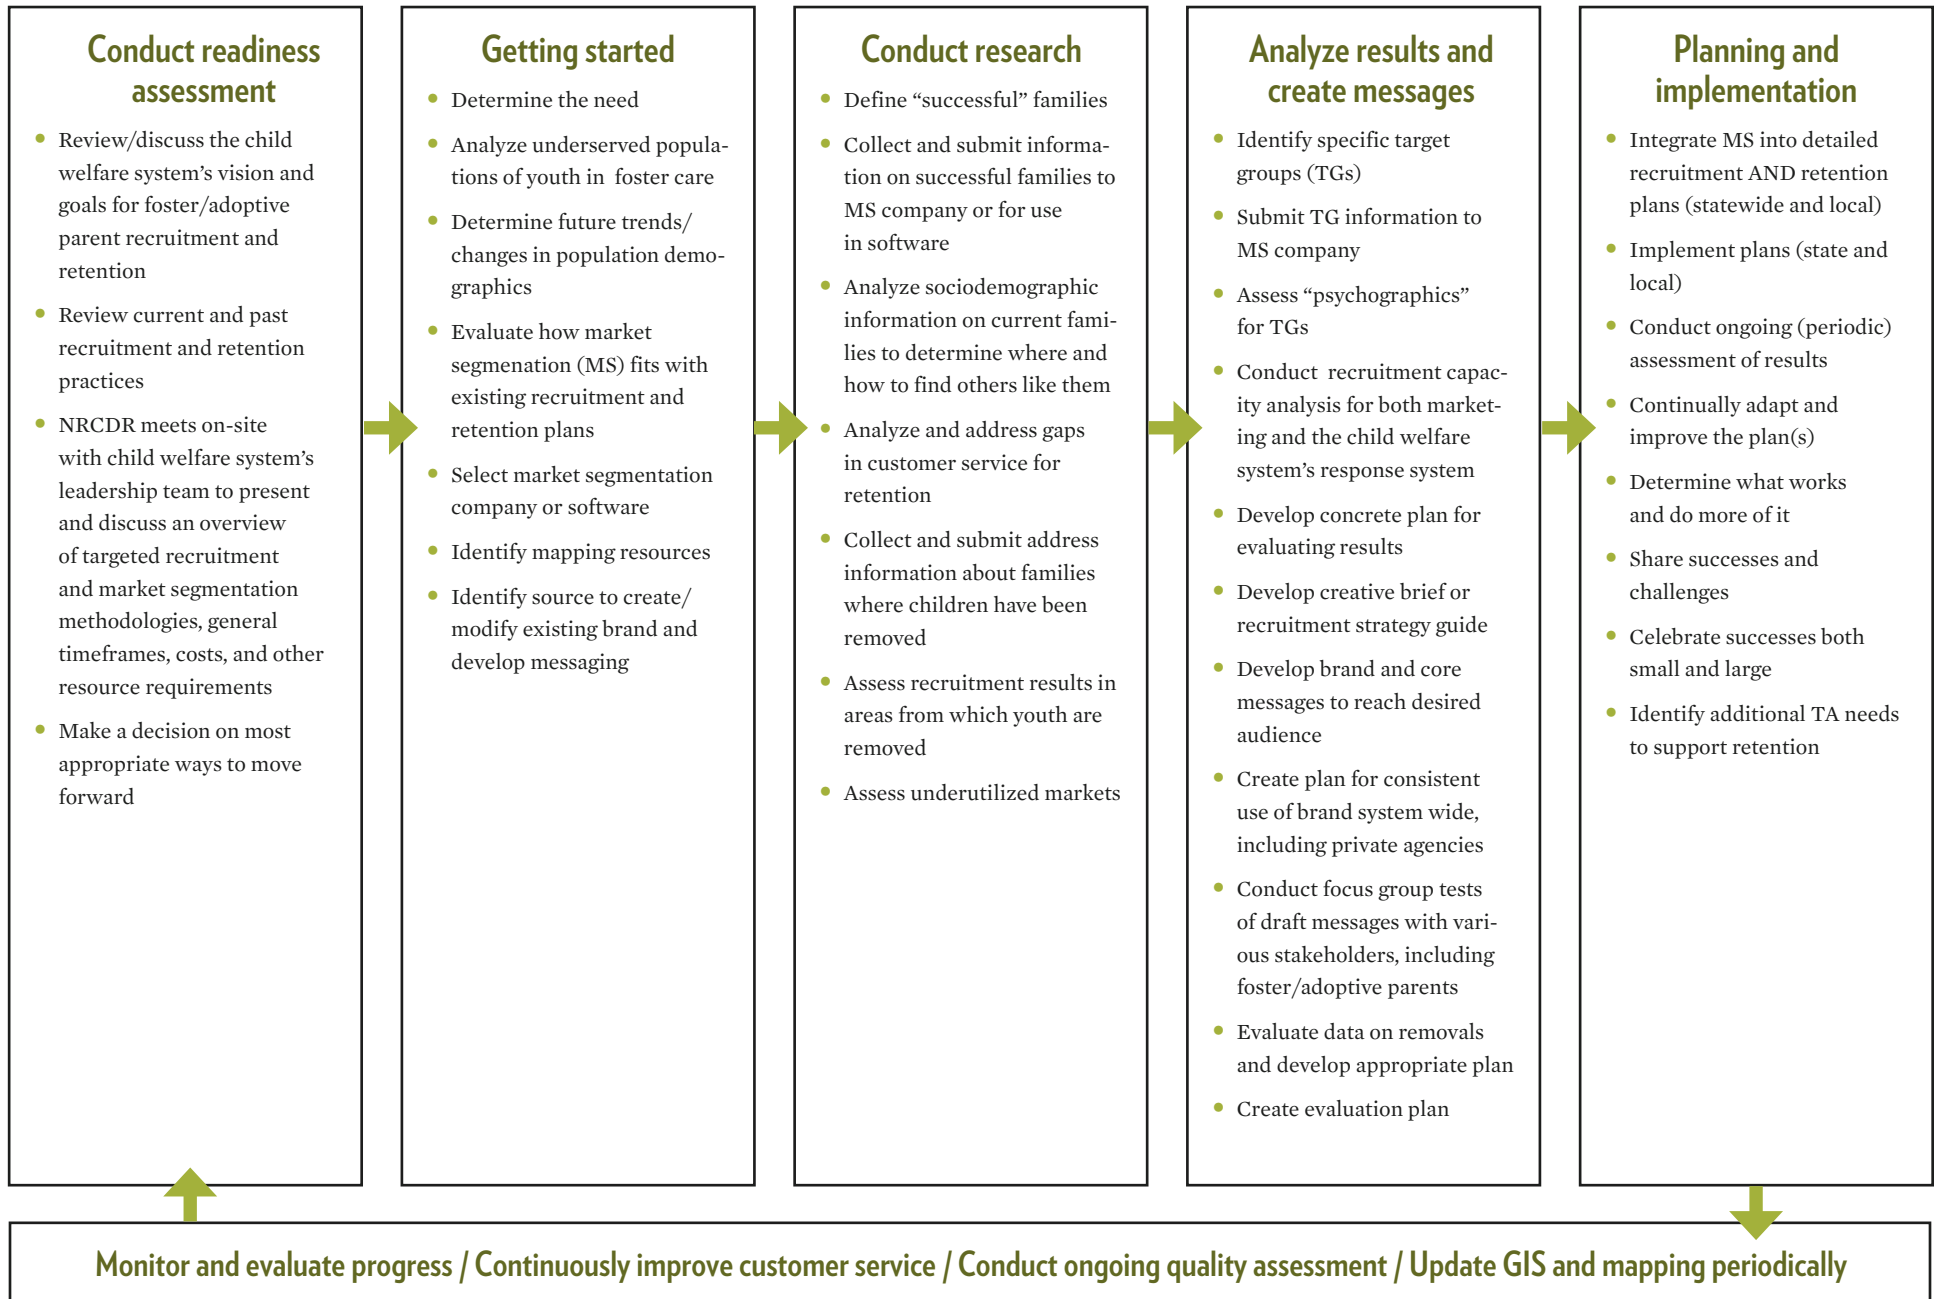 Conduct readiness
assessment
• Review/discuss the child
welfare system’s vision and
goals for foster/adoptive
parent recruitment and
retention
• Review current and past
recruitment and retention
practices
• NRCDR meets on-site
with child welfare system’s
leadership team to present
and discuss an overview
of targeted recruitment
and market segmentation
methodologies, general
timeframes, costs, and other
resource requirements
• Make a decision on most
appropriate ways to move
forward
Getting started
• Determine the need
• Analyze underserved popula-
tions of youth in foster care
• Determine future trends/
changes in population demo-
graphics
• Evaluate how market
segmenation (MS) fits with
existing recruitment and
retention plans
• Select market segmentation
company or software
• Identify mapping resources
• Identify source to create/
modify existing brand and
develop messaging
Conduct research
• Define “successful” families
• Collect and submit informa-
tion on successful families to
MS company or for use
in software
• Analyze sociodemographic
information on current fami-
lies to determine where and
how to find others like them
• Analyze and address gaps
in customer service for
retention
• Collect and submit address
information about families
where children have been
removed
• Assess recruitment results in
areas from which youth are
removed
• Assess underutilized markets
Analyze results and
create messages
• Identify specific target
groups (TGs)
• Submit TG information to
MS company
• Assess “psychographics”
for TGs
• Conduct recruitment capac-
ity analysis for both market-
ing and the child welfare
system’s response system
• Develop concrete plan for
evaluating results
• Develop creative brief or
recruitment strategy guide
• Develop brand and core
messages to reach desired
audience
• Create plan for consistent
use of brand system wide,
including private agencies
• Conduct focus group tests
of draft messages with vari-
ous stakeholders, including
foster/adoptive parents
• Evaluate data on removals
and develop appropriate plan
• Create evaluation plan
Planning and
implementation
• Integrate MS into detailed
recruitment AND retention
plans (statewide and local)
• Implement plans (state and
local)
• Conduct ongoing (periodic)
assessment of results
• Continually adapt and
improve the plan(s)
• Determine what works
and do more of it
• Share successes and
challenges
• Celebrate successes both
small and large
• Identify additional TA needs
to support retention
Monitor and evaluate progress / Continuously improve customer service / Conduct ongoing quality assessment / Update GIS and mapping periodically